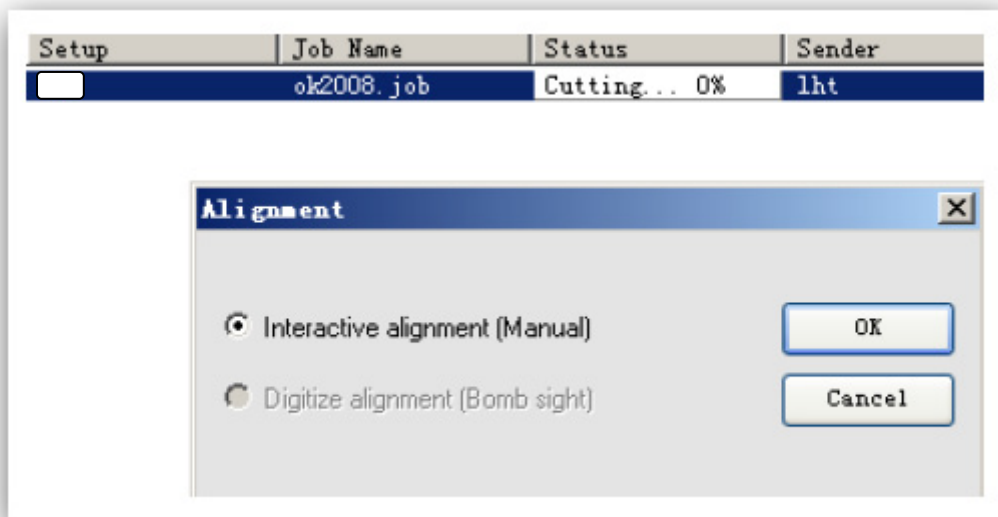 Setup Job Name Status Sender
ok2008.job Cutting... 0% lht
Alignment
Interactive alignment (Manual) OK
Digitize alignment (Bomb sight) Cancel